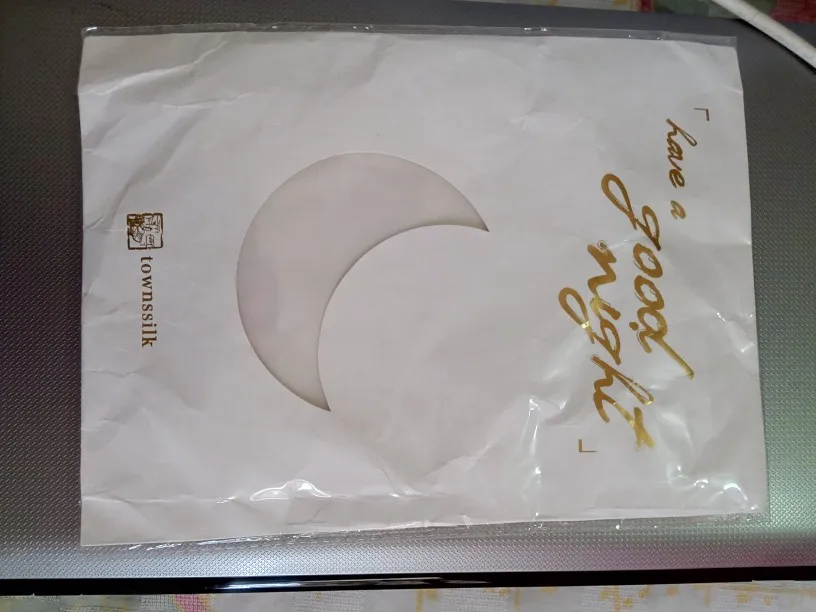 「have a
good
night」
townssilk